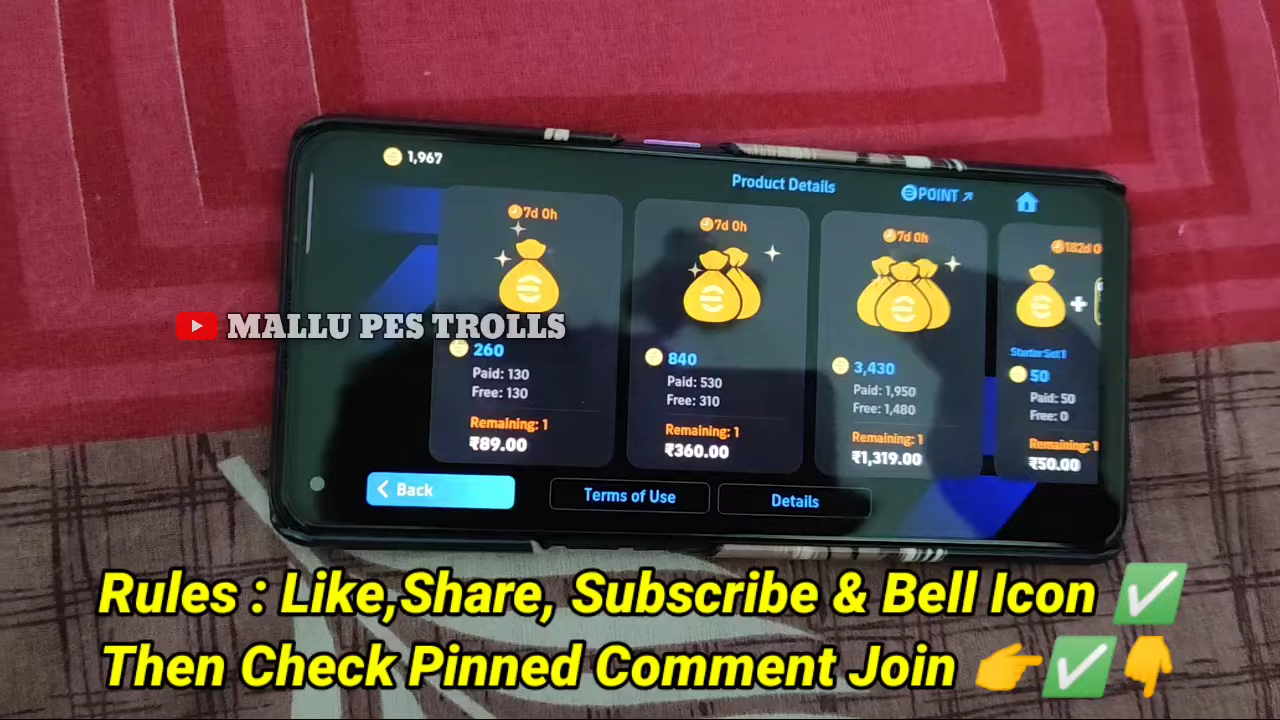 1,967
Product Details
POINT
7d 0h
7d 0h
7d 0h
182d 0
MALLU PES TROLLS
260
Paid: 130
Free: 130
Remaining: 1
₹89.00
840
Paid: 530
Free: 310
Remaining: 1
₹360.00
3,430
Paid: 1,950
Free: 1,480
Remaining: 1
₹1,319.00
Starter Set 1
50
Paid: 50
Free: 0
Remaining: 1
₹50.00
Back
Terms of Use
Details
Rules : Like,Share, Subscribe & Bell Icon ✅
Then Check Pinned Comment Join 👉✅👇